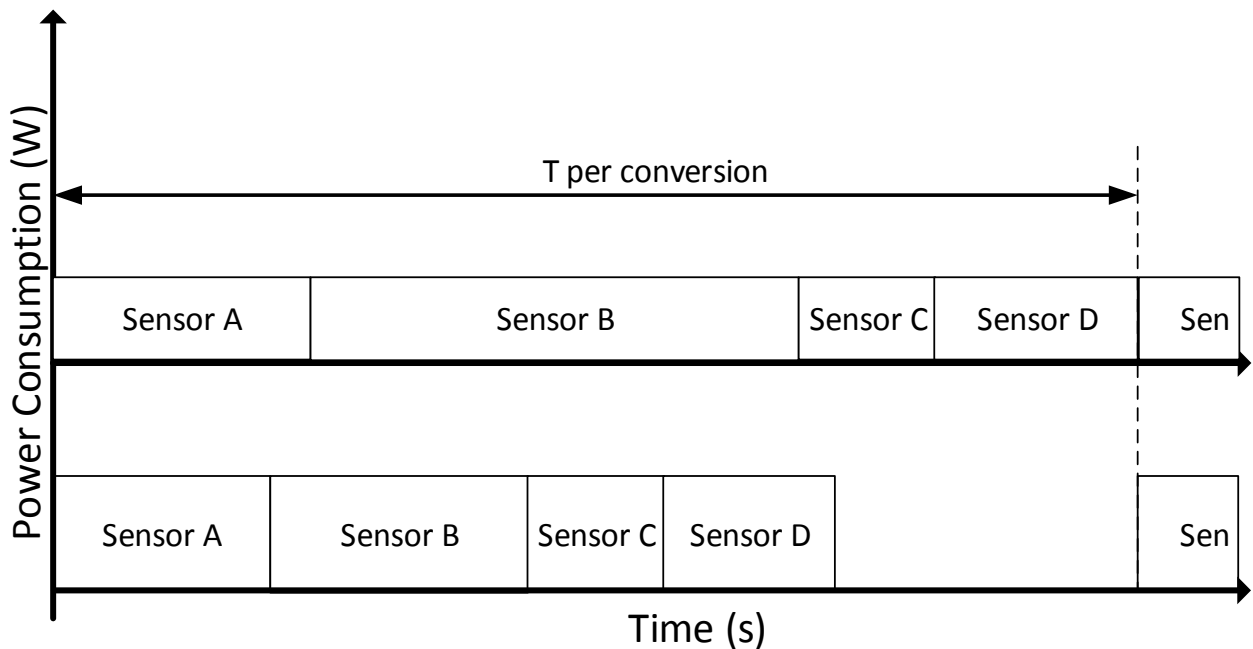 Power Consumption (W)
T per conversion
Sensor A
Sensor B
Sensor C
Sensor D
Sen
Sensor A
Sensor B
Sensor C
Sensor D
Sen
Time (s)